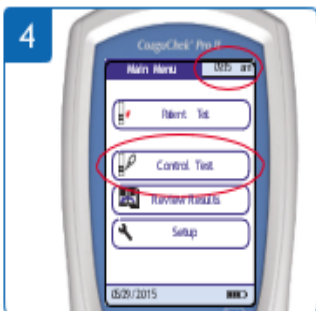 4
CoaguChek® Pro II
Main Menu
am
Patient Test
Control Test
Review Results
Setup
05/29/2015